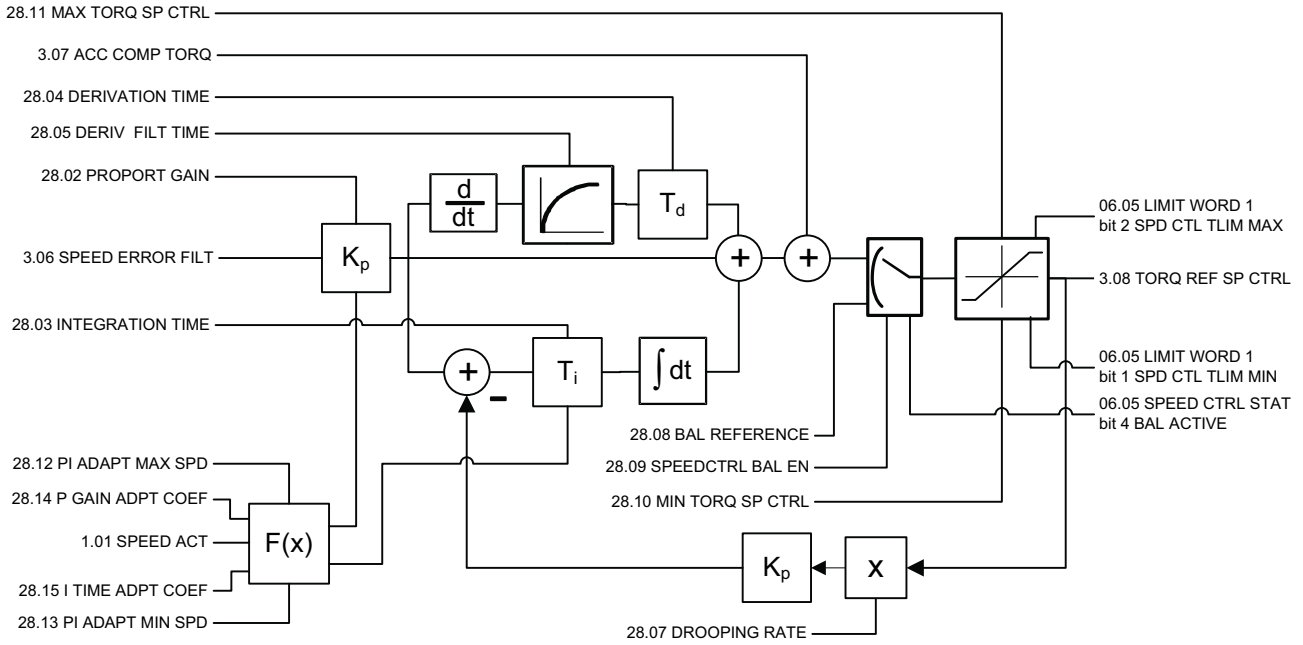 28.11 MAX TORQ SP CTRL
3.07 ACC COMP TORQ
28.04 DERIVATION TIME
28.05 DERIV FILT TIME
28.02 PROPORT GAIN
d
dt
Td
06.05 LIMIT WORD 1
bit 2 SPD CTL TLIM MAX
3.06 SPEED ERROR FILT
Kp
+
+
3.08 TORQ REF SP CTRL
28.03 INTEGRATION TIME
+
-
Ti
∫dt
06.05 LIMIT WORD 1
bit 1 SPD CTL TLIM MIN
06.05 SPEED CTRL STAT
bit 4 BAL ACTIVE
28.08 BAL REFERENCE
28.09 SPEEDCTRL BAL EN
28.10 MIN TORQ SP CTRL
28.12 PI ADAPT MAX SPD
28.14 P GAIN ADPT COEF
1.01 SPEED ACT
F(x)
28.15 I TIME ADPT COEF
28.13 PI ADAPT MIN SPD
Kp
x
28.07 DROOPING RATE